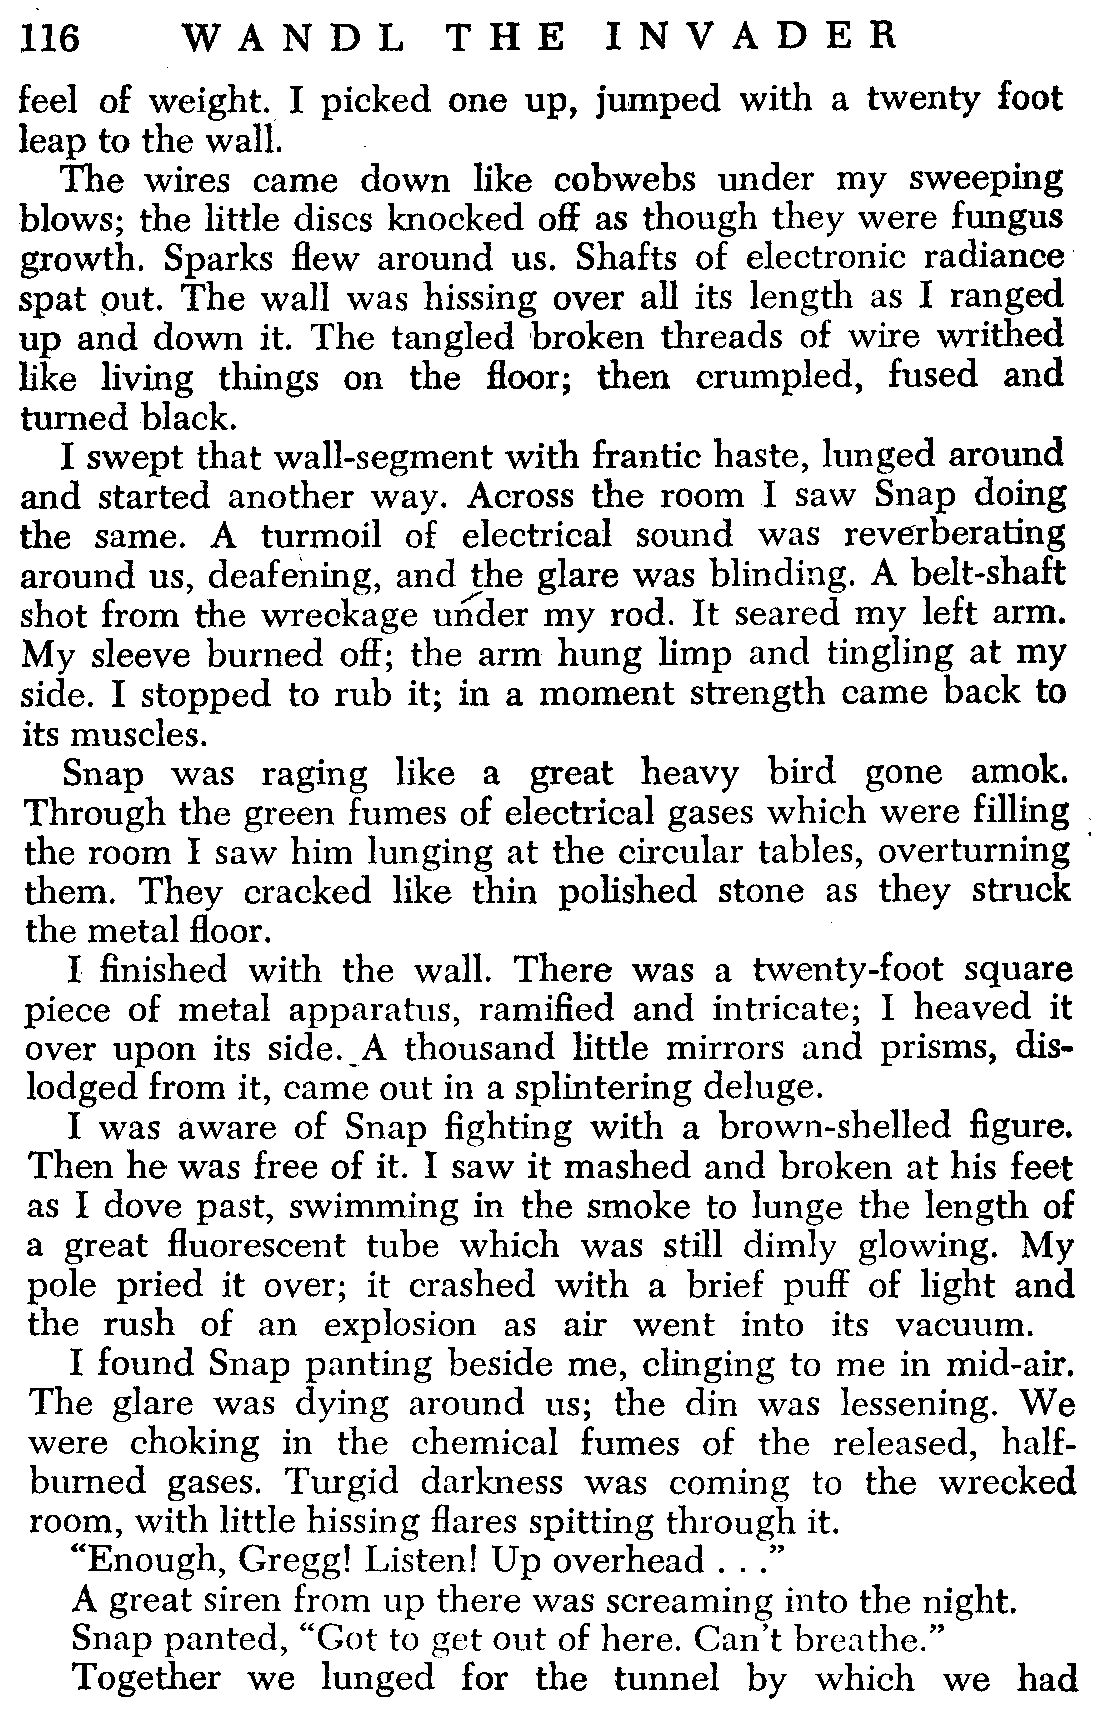 116 WANDL THE INVADER
feel of weight. I picked one up, jumped with a twenty foot
leap to the wall.
The wires came down like cobwebs under my sweeping
blows; the little discs knocked off as though they were fungus
growth. Sparks flew around us. Shafts of electronic radiance
spat out. The wall was hissing over all its length as I ranged
up and down it. The tangled broken threads of wire writhed
like living things on the floor; then crumpled, fused and
turned black.
I swept that wall-segment with frantic haste, lunged around
and started another way. Across the room I saw Snap doing
the same. A turmoil of electrical sound was reverberating
around us, deafening, and the glare was blinding. A belt-shaft
shot from the wreckage under my rod. It seared my left arm.
My sleeve burned off; the arm hung limp and tingling at my
side. I stopped to rub it; in a moment strength came back to
its muscles.
Snap was raging like a great heavy bird gone amok.
Through the green fumes of electrical gases which were filling
the room I saw him lunging at the circular tables, overturning
them. They cracked like thin polished stone as they struck
the metal floor.
I finished with the wall. There was a twenty-foot square
piece of metal apparatus, ramified and intricate; I heaved it
over upon its side. A thousand little mirrors and prisms, dis-
lodged from it, came out in a splintering deluge.
I was aware of Snap fighting with a brown-shelled figure.
Then he was free of it. I saw it mashed and broken at his feet
as I dove past, swimming in the smoke to lunge the length of
a great fluorescent tube which was still dimly glowing. My
pole pried it over; it crashed with a brief puff of light and
the rush of an explosion as air went into its vacuum.
I found Snap panting beside me, clinging to me in mid-air.
The glare was dying around us; the din was lessening. We
were choking in the chemical fumes of the released, half-
burned gases. Turgid darkness was coming to the wrecked
room, with little hissing flares spitting through it.
“Enough, Gregg! Listen! Up overhead . . .”
A great siren from up there was screaming into the night.
Snap panted, “Got to get out of here. Can’t breathe.”
Together we lunged for the tunnel by which we had